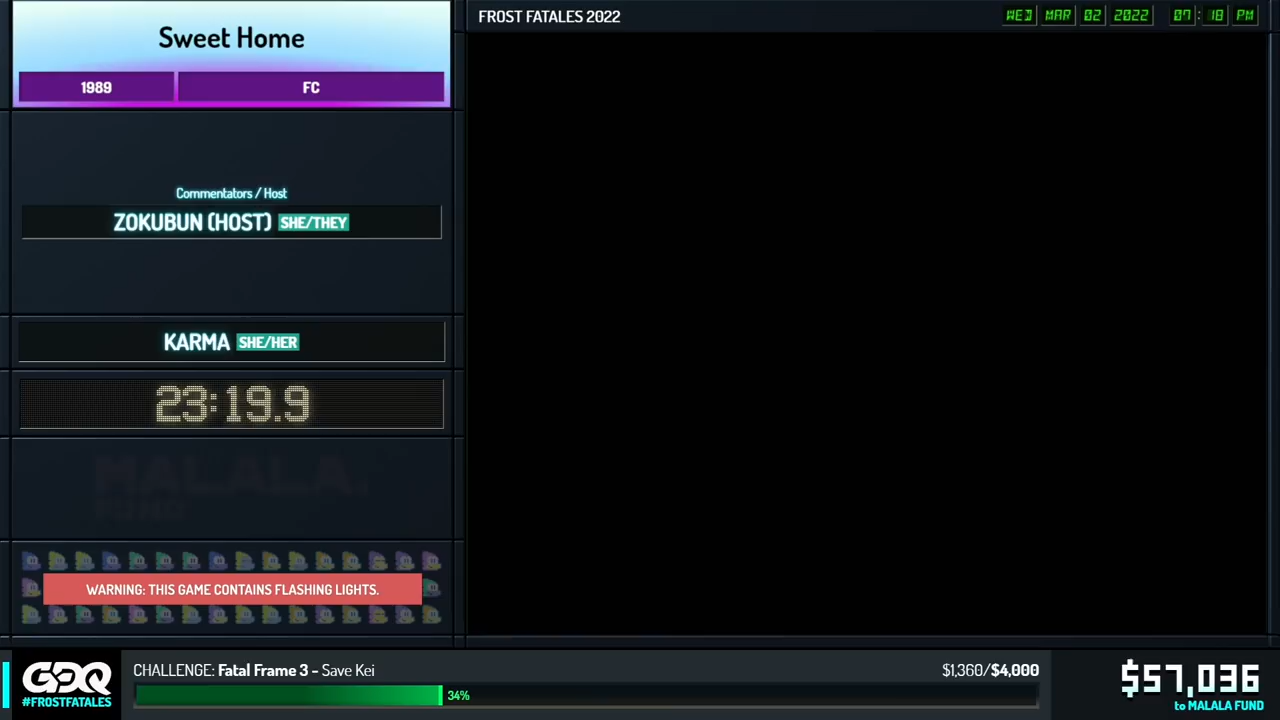 Sweet Home
1989 FC
Commentators / Host
ZOKUBUN (HOST) SHE/THEY
KARMA SHE/HER
23:19.9
MALALA.
FUND
WARNING: THIS GAME CONTAINS FLASHING LIGHTS.
FROST FATALES 2022
WED MAR 02 2022 07:18 PM
GDQ
#FROSTFATALES
CHALLENGE: Fatal Frame 3 – Save Kei
$1,360/$4,000
34%
$57,036
to MALALA FUND